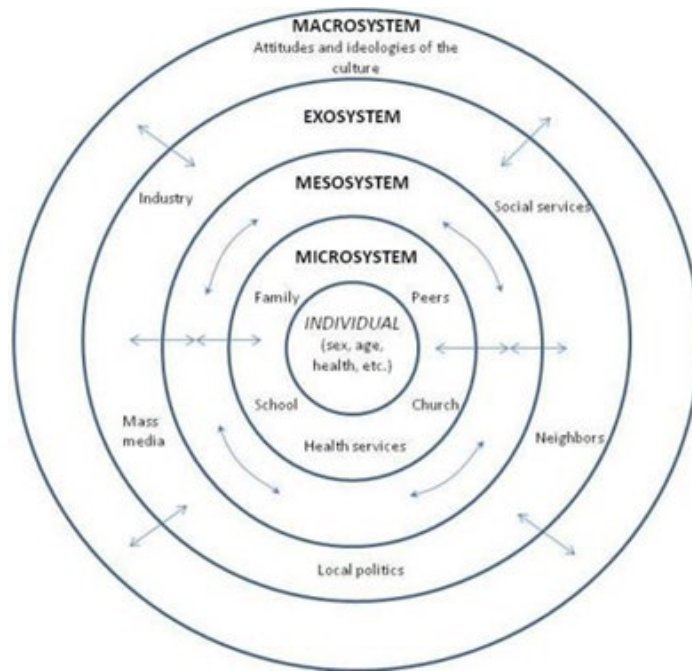 MACROSYSTEM
Attitudes and ideologies of the
culture
EXOSYSTEM
MESOSYSTEM
Industry
Social services
MICROSYSTEM
Family
Peers
INDIVIDUAL
(sex, age,
health, etc.)
School
Church
Mass
media
Health services
Neighbors
Local politics